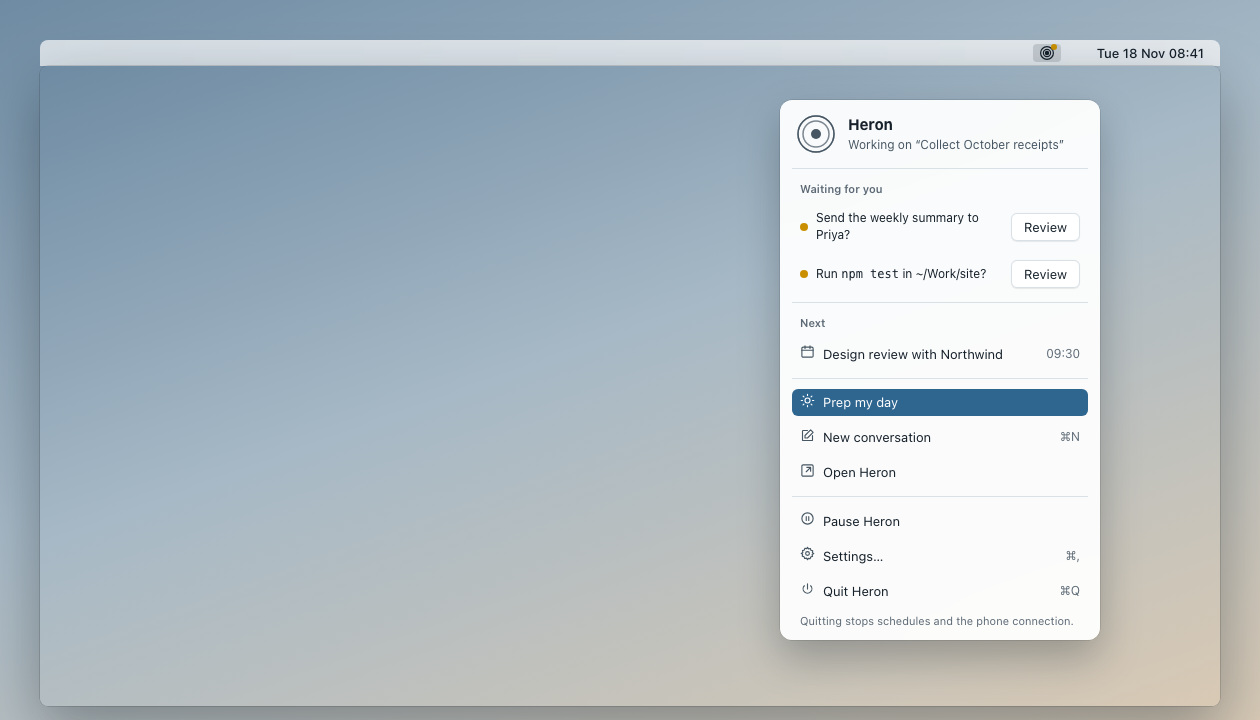 Tue 18 Nov 08:41
Heron
Working on “Collect October receipts”
Waiting for you
Send the weekly summary to
Priya?
Review
Run npm test in ~/Work/site?
Review
Next
Design review with Northwind 09:30
Prep my day
New conversation ⌘N
Open Heron
Pause Heron
Settings… ⌘,
Quit Heron ⌘Q
Quitting stops schedules and the phone connection.